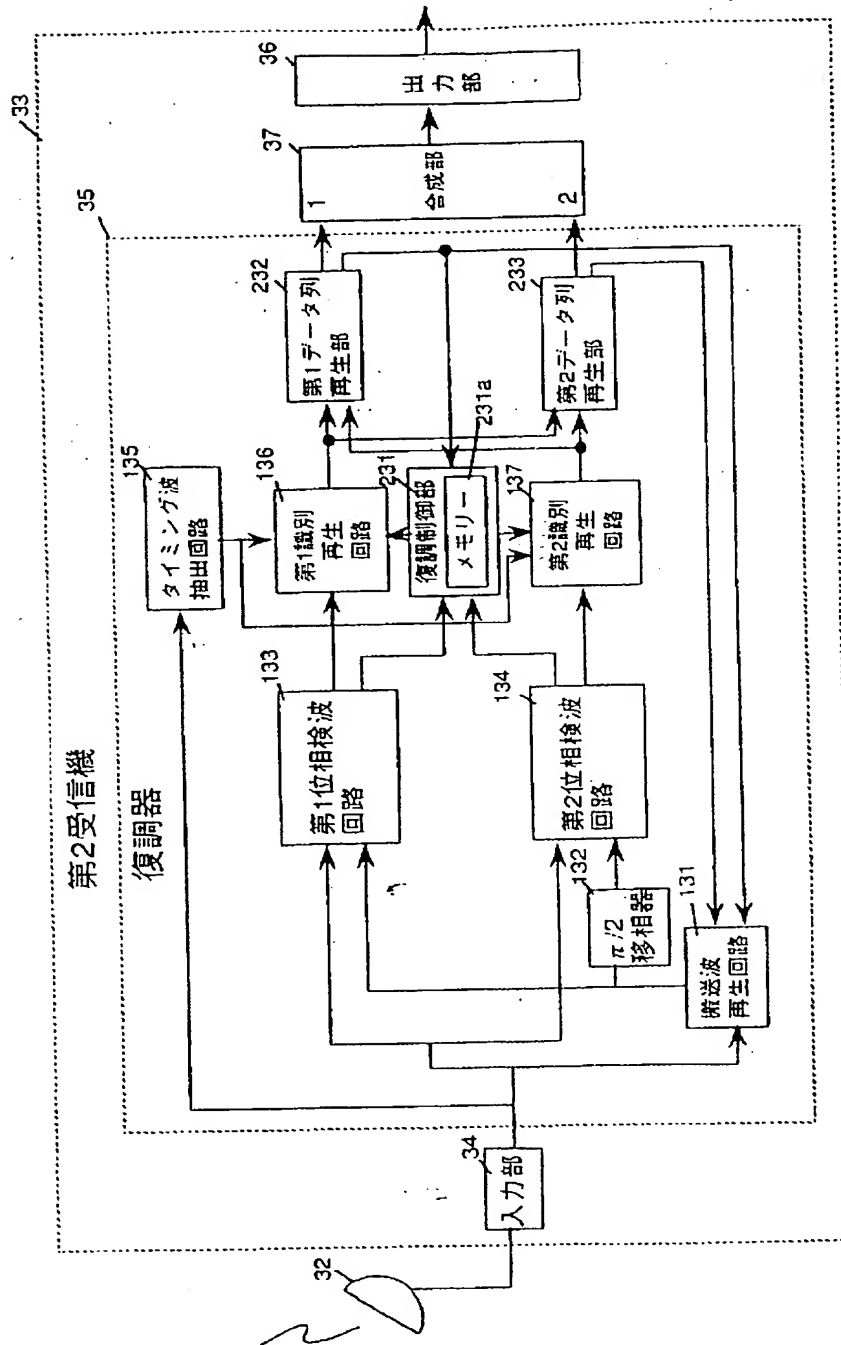 第2受信機
33
復調器
35
32
入力部
34
タイミング波
抽出回路
135
第1位相検波
回路
133
第2位相検波
回路
134
π/2
移相器
132
搬送波
再生回路
131
第1識別
再生
回路
136
復調制御部
231
メモリー
231a
第2識別
再生
回路
137
第1データ列
再生部
232
第2データ列
再生部
233
1
合成部
2
37
出力部
36